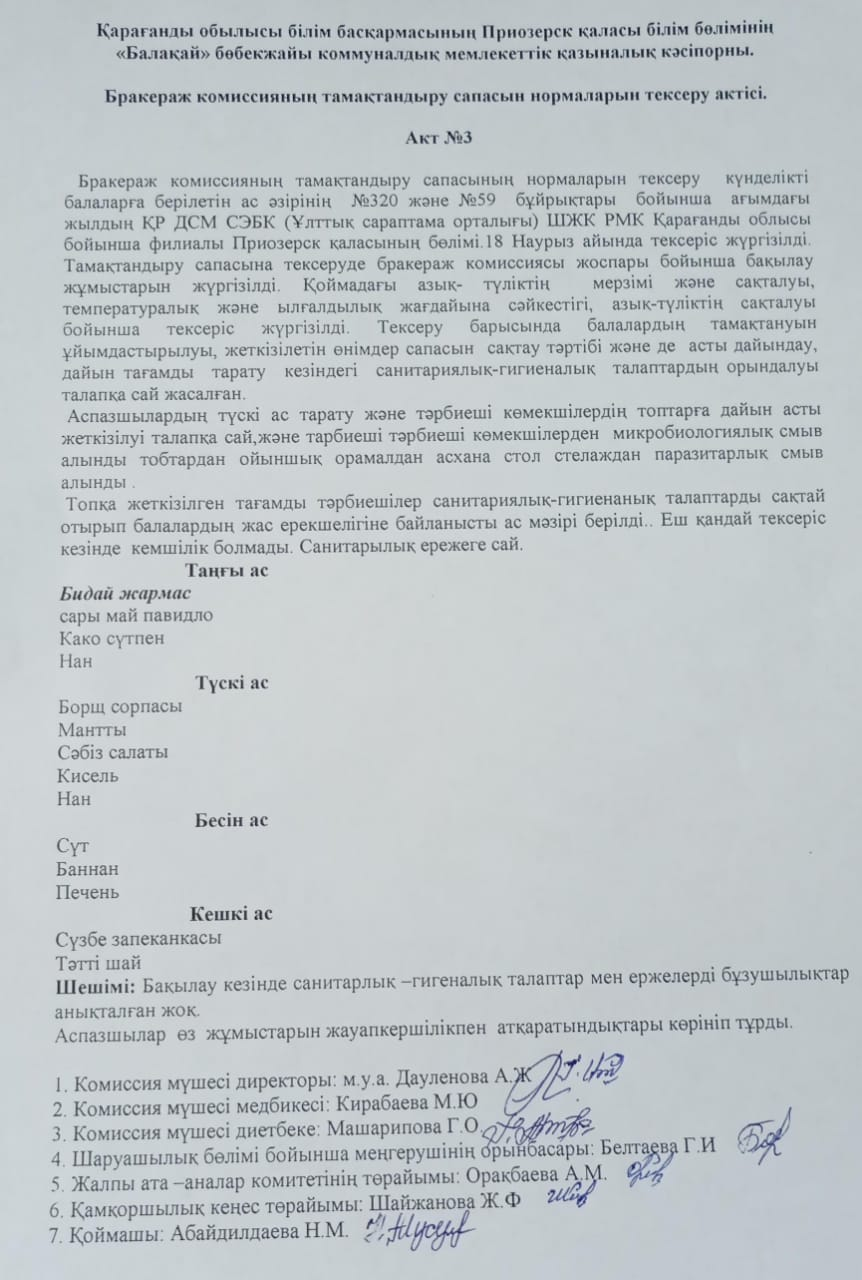 Қарағанды обылысы білім басқармасының Приозерск қаласы білім бөлімінің
«Балақай» бөбекжайы коммуналдық мемлекеттік қазыналық кәсіпорны.
Бракераж комиссияның тамақтандыру сапасын нормаларын тексеру актісі.
Акт №3
Бракераж комиссияның тамақтандыру сапасының нормаларын тексеру күнделікті
балаларға берілетін ас әзірінің №320 және №59 бұйрықтары бойынша ағымдағы
жылдың ҚР ДСМ СЭБК (Ұлттық сараптама орталығы) ШЖК РМК Қарағанды облысы
бойынша филиалы Приозерск қаласының бөлімі.18 Наурыз айында тексеріс жүргізілді.
Тамақтандыру сапасына тексеруде бракераж комиссиясы жоспары бойынша бақылау
жұмыстарын жүргізілді. Қоймадағы азық- түліктің мерзімі және сақталуы,
температуралық және ылғалдылық жағдайына сәйкестігі, азық-түліктің сақталуы
бойынша тексеріс жүргізілді. Тексеру барысында балалардың тамақтануын
ұйымдастырылуы, жеткізілетін өнімдер сапасын сақтау тәртібі және де асты дайындау,
дайын тағамды тарату кезіндегі санитариялық-гигиеналық талаптардың орындалуы
талапқа сай жасалған.
Аспазшылардың түскі ас тарату және тәрбиеші көмекшілердің топтарға дайын асты
жеткізілуі талапқа сай,және тарбиеші тәрбиеші көмекшілерден микробиологиялық смыв
алынды тобтардан ойыншық орамалдан асхана стол стелаждан паразитарлық смыв
алынды .
Топқа жеткізілген тағамды тәрбиешілер санитариялық-гигиенанық талаптарды сақтай
отырып балалардың жас ерекшелігіне байланысты ас мәзірі берілді.. Еш қандай тексеріс
кезінде кемшілік болмады. Санитарылық ережеге сай.
Таңғы ас
Бидай жармас
сары май павидло
Како сүтпен
Нан
Түскі ас
Борщ сорпасы
Мантты
Сәбіз салаты
Кисель
Нан
Бесін ас
Сүт
Баннан
Печень
Кешкі ас
Сүзбе запеканкасы
Тәтті шай
Шешімі: Бақылау кезінде санитарлық –гигеналық талаптар мен ержелерді бұзушылықтар
анықталған жоқ.
Аспазшылар өз жұмыстарын жауапкершілікпен атқаратындықтары көрініп тұрды.
1. Комиссия мүшесі директоры: м.у.а. Дауленова А.Ж
2. Комиссия мүшесі медбикесі: Кирабаева М.Ю
3. Комиссия мүшесі диетбеке: Машарипова Г.О.
4. Шаруашылық бөлімі бойынша меңгерушінің орынбасары: Белтаева Г.И
5. Жалпы ата –аналар комитетінің төрайымы: Орақбаева А.М.
6. Қамқоршылық кеңес төрайымы: Шайжанова Ж.Ф
7. Қоймашы: Абайдилдаева Н.М.